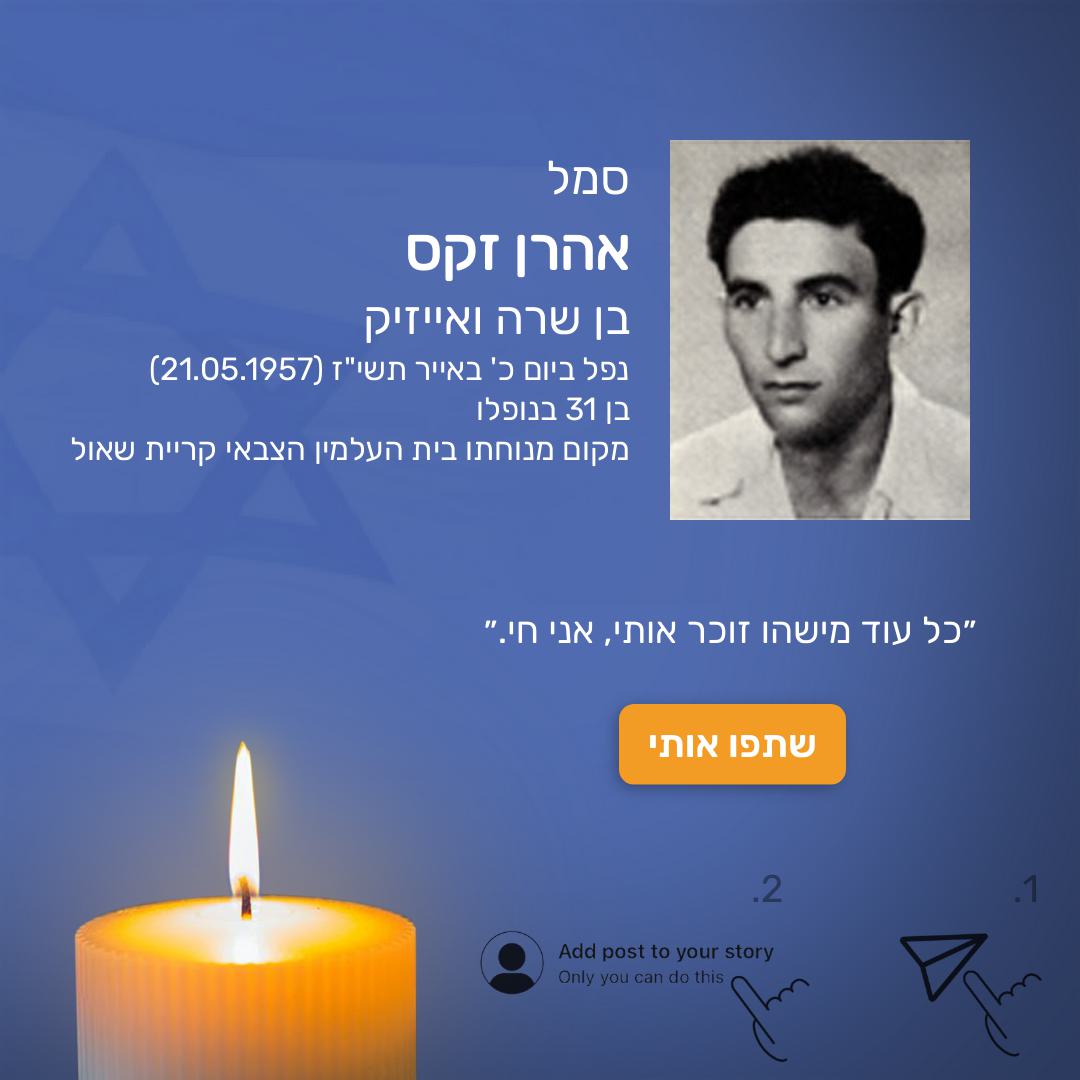 סמל
אהרן זקס
בן שרה ואייזיק
נפל ביום כ' באייר תשי"ז (21.05.1957)
בן 31 בנופלו
מקום מנוחתו בית העלמין הצבאי קריית שאול
״כל עוד מישהו זוכר אותי, אני חי.״
שתפו אותי
1.
2.
Add post to your story
Only you can do this